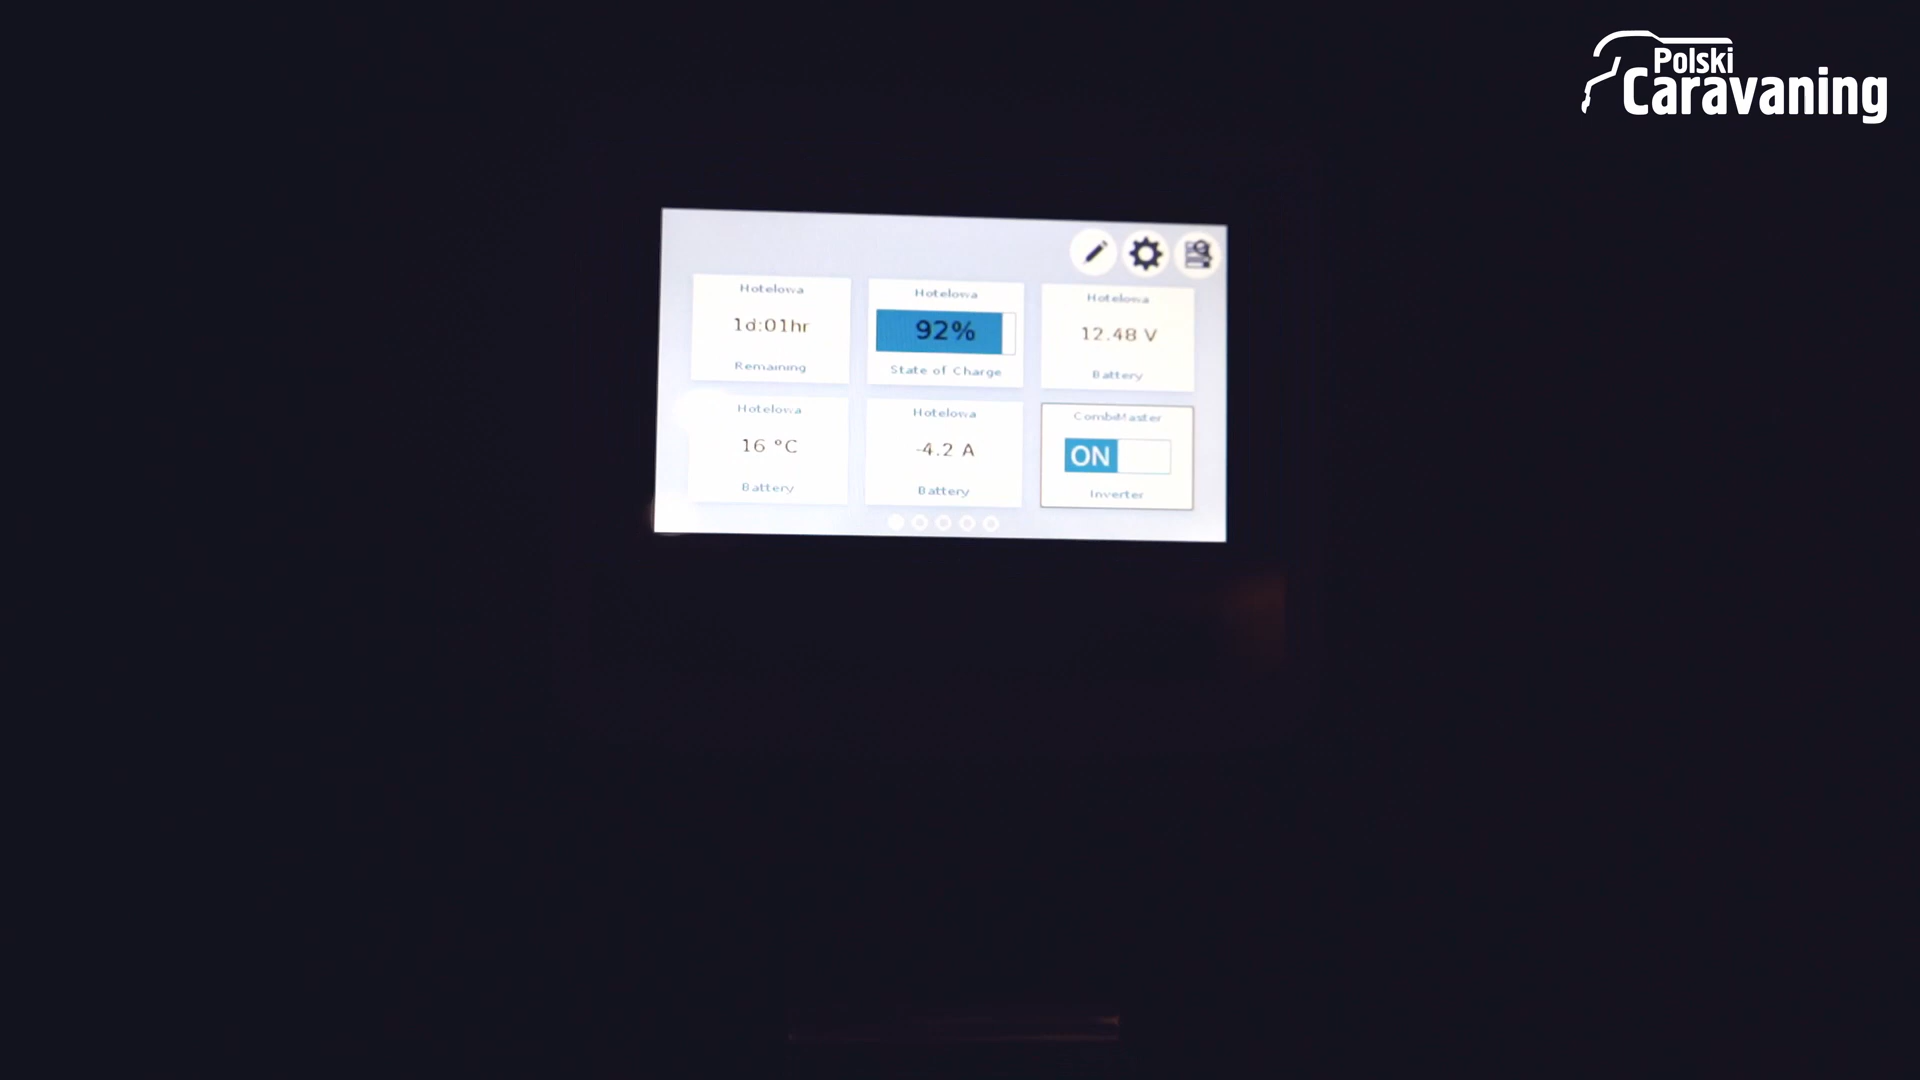 Polski
Caravaning
Hotelowa
1d:01hr
Remaining
Hotelowa
92%
State of Charge
Hotelowa
12.48 V
Battery
Hotelowa
16 °C
Battery
Hotelowa
-4.2 A
Battery
CombiMaster
ON
Inverter